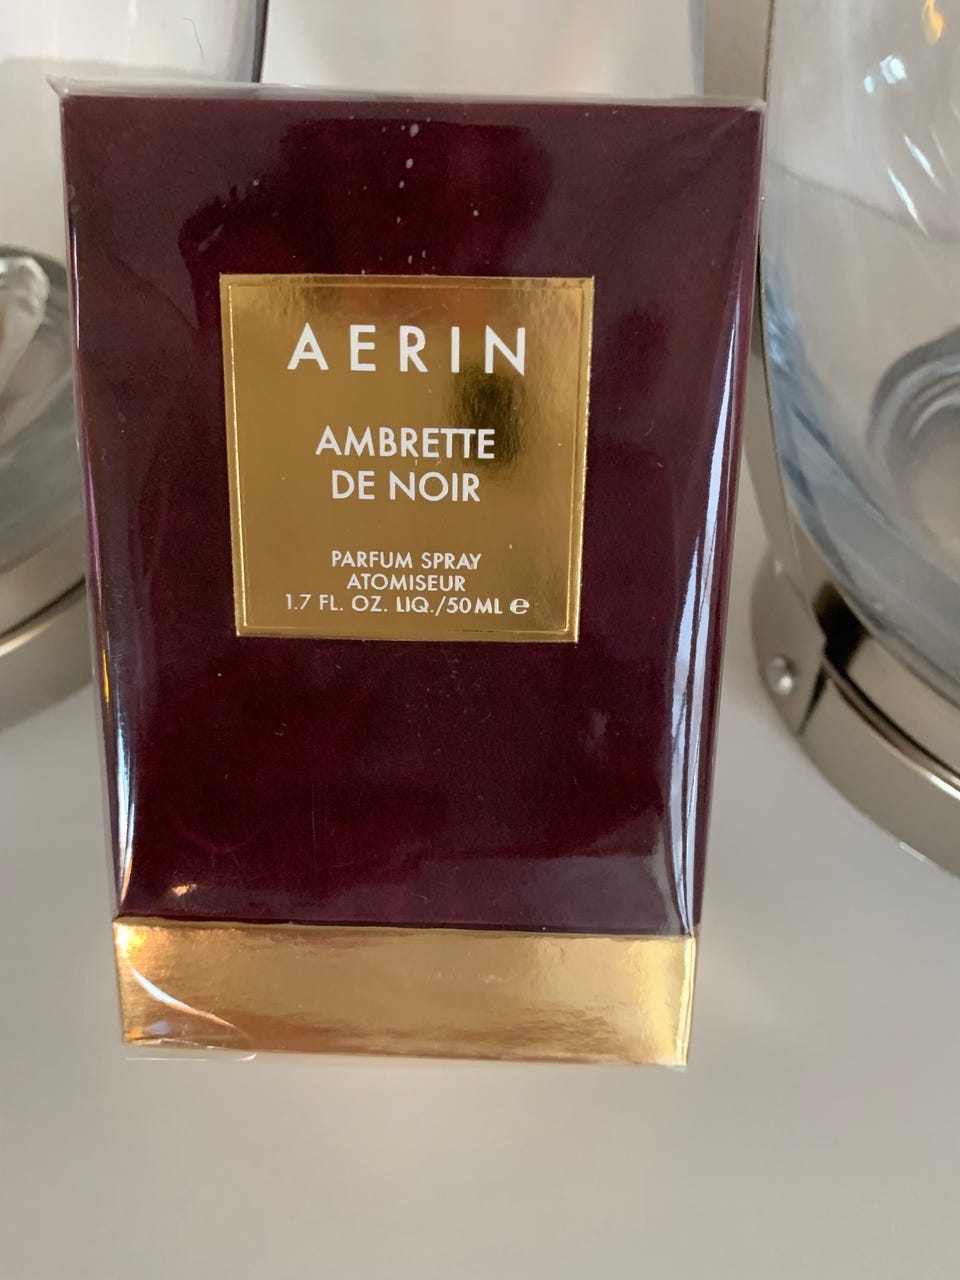 AERIN
AMBRETTE
DE NOIR
PARFUM SPRAY
ATOMISEUR
1.7 FL. OZ. LIQ./50 ML ℮